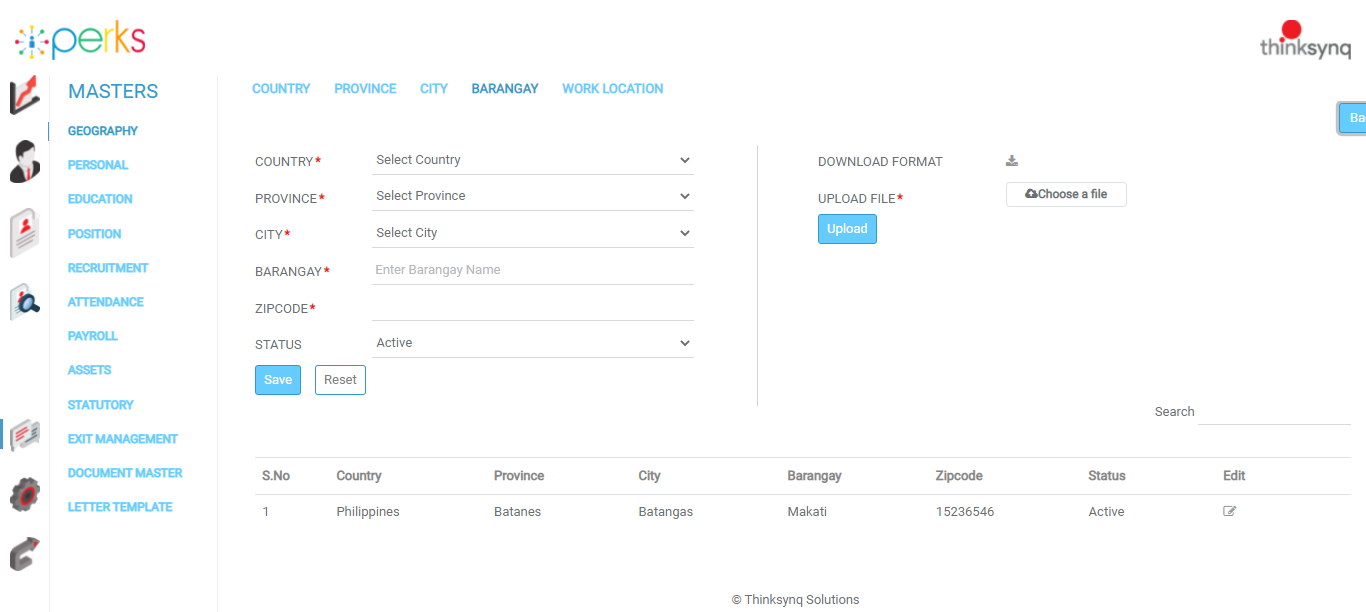 perks
thinksynq
MASTERS
GEOGRAPHY
PERSONAL
EDUCATION
POSITION
RECRUITMENT
ATTENDANCE
PAYROLL
ASSETS
STATUTORY
EXIT MANAGEMENT
DOCUMENT MASTER
LETTER TEMPLATE
COUNTRY PROVINCE CITY BARANGAY WORK LOCATION
Ba
COUNTRY* Select Country
PROVINCE* Select Province
CITY* Select City
BARANGAY* Enter Barangay Name
ZIPCODE*
STATUS Active
Save Reset
DOWNLOAD FORMAT
UPLOAD FILE* Choose a file
Upload
Search
S.No Country Province City Barangay Zipcode Status Edit
1 Philippines Batanes Batangas Makati 15236546 Active
© Thinksynq Solutions